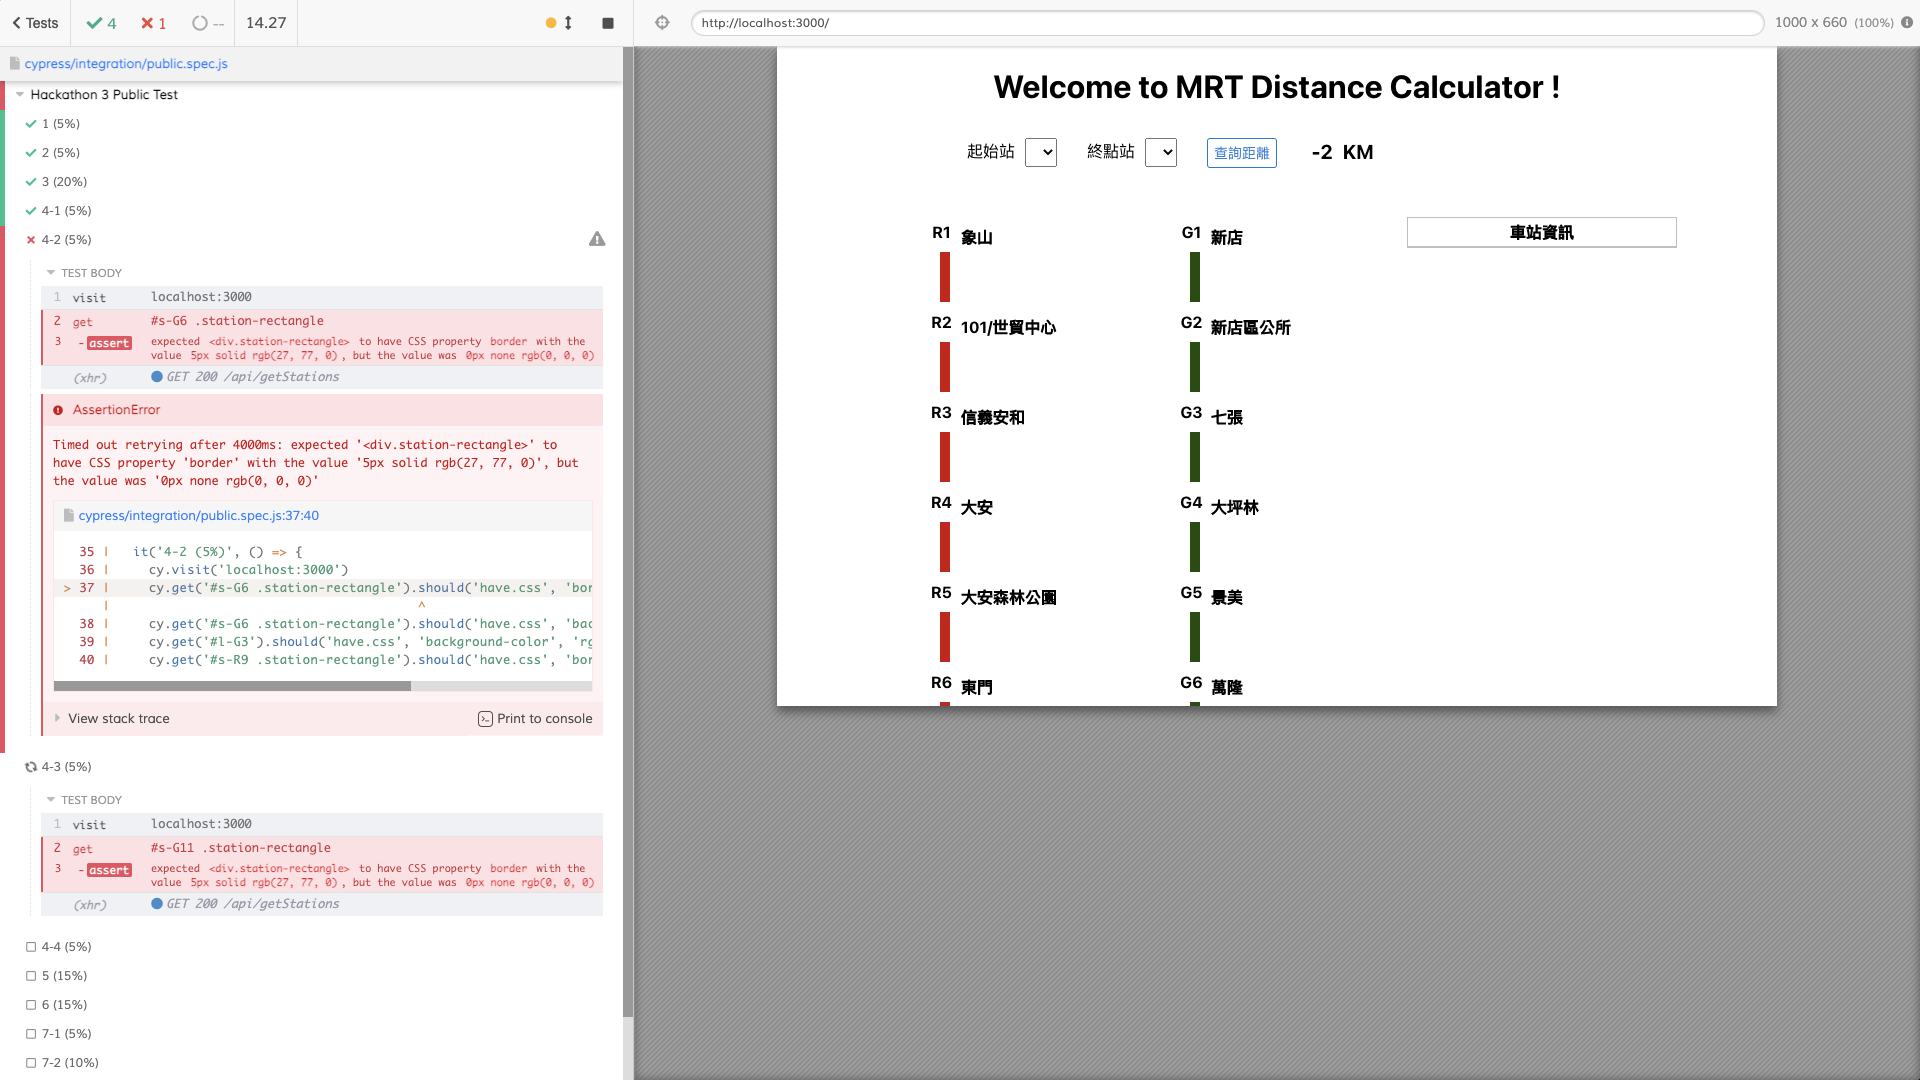 Tests
4
1
--
14.27
http://localhost:3000/
1000 x 660 (100%)
cypress/integration/public.spec.js
Hackathon 3 Public Test
1 (5%)
2 (5%)
3 (20%)
4-1 (5%)
4-2 (5%)
TEST BODY
1 visit localhost:3000
2 get #s-G6 .station-rectangle
3 -assert expected <div.station-rectangle> to have CSS property border with the
value 5px solid rgb(27, 77, 0), but the value was 0px none rgb(0, 0, 0)
(xhr) GET 200 /api/getStations
AssertionError
Timed out retrying after 4000ms: expected '<div.station-rectangle>' to
have CSS property 'border' with the value '5px solid rgb(27, 77, 0)', but
the value was '0px none rgb(0, 0, 0)'
cypress/integration/public.spec.js:37:40
35 | it('4-2 (5%)', () => {
36 | cy.visit('localhost:3000')
> 37 | cy.get('#s-G6 .station-rectangle').should('have.css', 'bor
| ^
38 | cy.get('#s-G6 .station-rectangle').should('have.css', 'bac
39 | cy.get('#l-G3').should('have.css', 'background-color', 'rg
40 | cy.get('#s-R9 .station-rectangle').should('have.css', 'bor
View stack trace
Print to console
4-3 (5%)
TEST BODY
1 visit localhost:3000
2 get #s-G11 .station-rectangle
3 -assert expected <div.station-rectangle> to have CSS property border with the
value 5px solid rgb(27, 77, 0), but the value was 0px none rgb(0, 0, 0)
(xhr) GET 200 /api/getStations
4-4 (5%)
5 (15%)
6 (15%)
7-1 (5%)
7-2 (10%)
Welcome to MRT Distance Calculator !
起始站 終點站 查詢距離 -2 KM
R1 象山
R2 101/世貿中心
R3 信義安和
R4 大安
R5 大安森林公園
R6 東門
G1 新店
G2 新店區公所
G3 七張
G4 大坪林
G5 景美
G6 萬隆
車站資訊